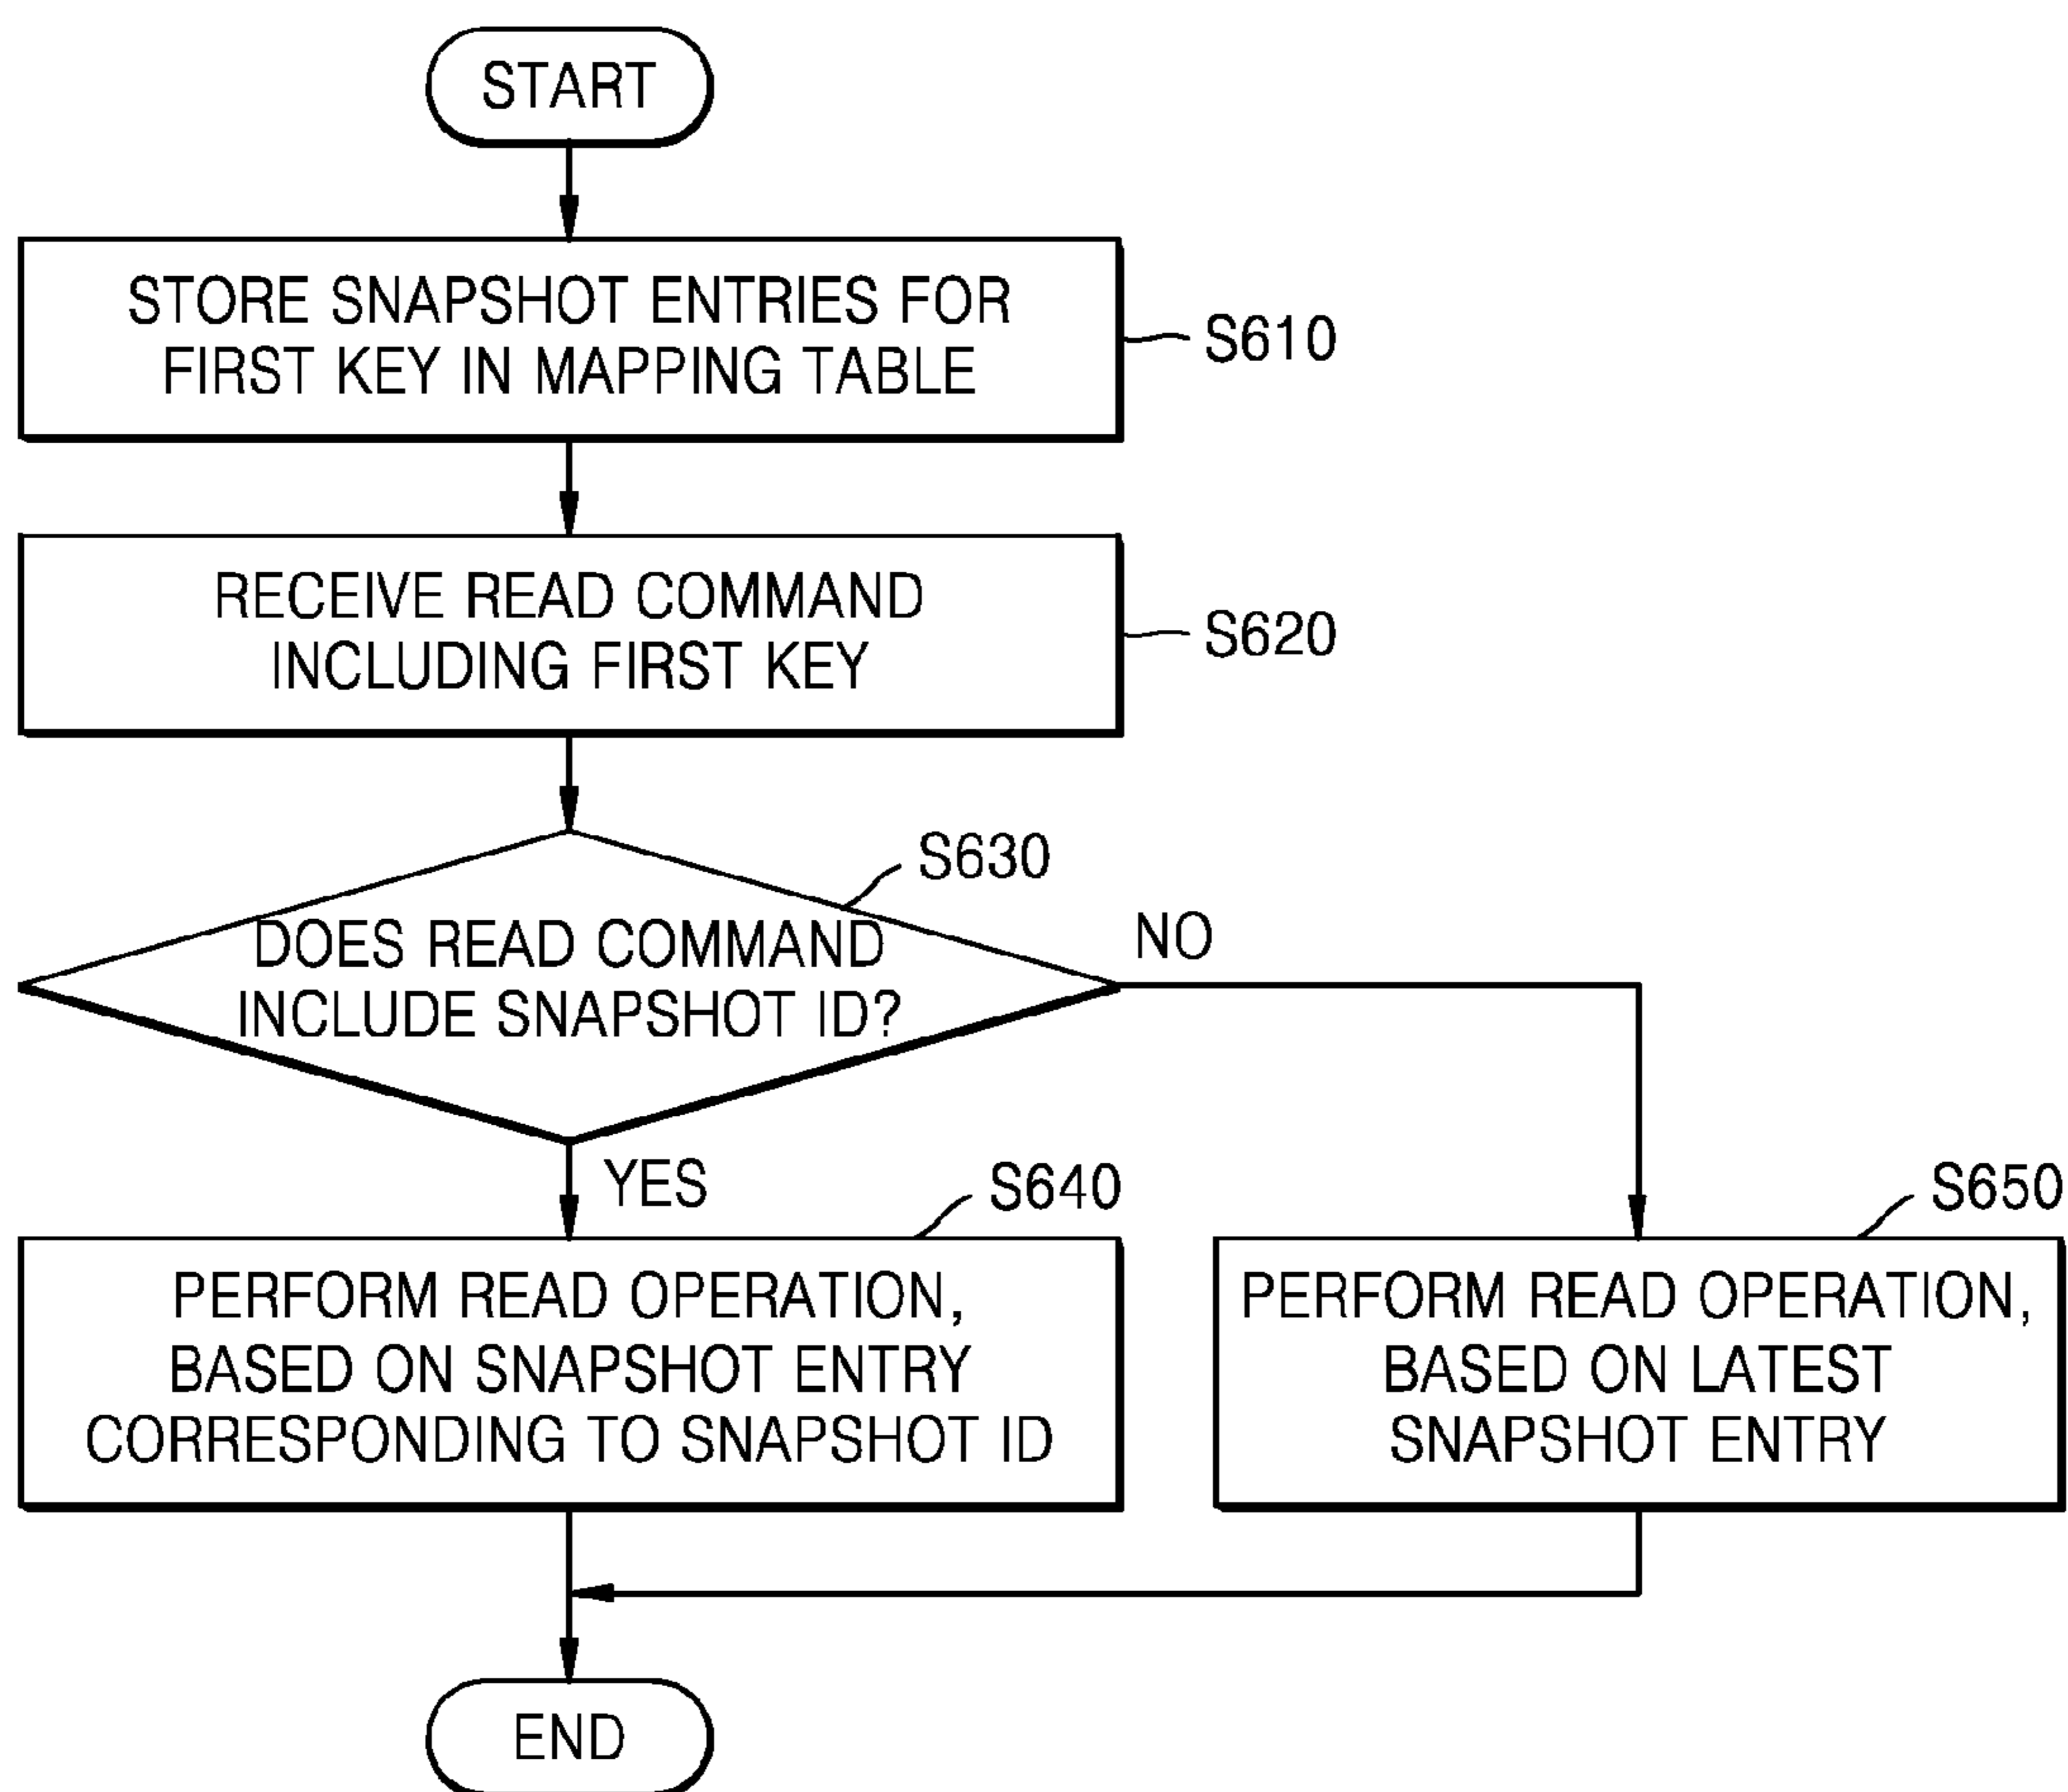 START
STORE SNAPSHOT ENTRIES FOR
FIRST KEY IN MAPPING TABLE
S610
RECEIVE READ COMMAND
INCLUDING FIRST KEY
S620
S630
DOES READ COMMAND
INCLUDE SNAPSHOT ID?
NO
YES
S640
PERFORM READ OPERATION,
BASED ON SNAPSHOT ENTRY
CORRESPONDING TO SNAPSHOT ID
S650
PERFORM READ OPERATION,
BASED ON LATEST
SNAPSHOT ENTRY
END